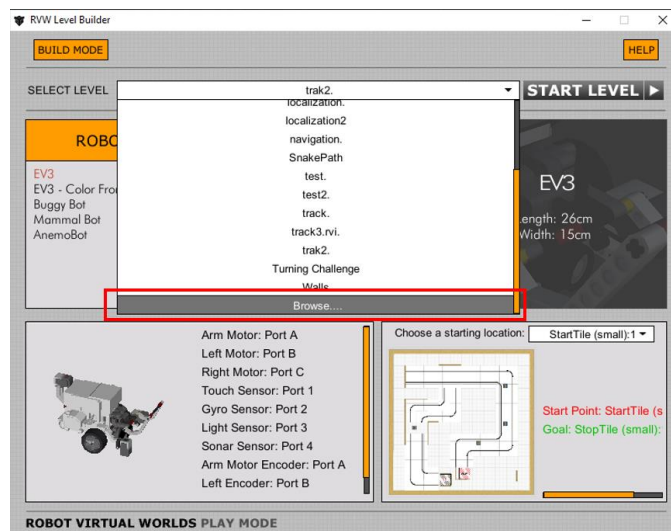 RVW Level Builder
BUILD MODE
HELP
SELECT LEVEL
trak2.
START LEVEL
localization.
localization2
navigation.
SnakePath
test.
test2.
track.
track3.rvi.
trak2.
Turning Challenge
Walls
Browse....
ROBO
EV3
EV3 - Color Fro
Buggy Bot
Mammal Bot
AnemoBot
EV3
ength: 26cm
Width: 15cm
Arm Motor: Port A
Left Motor: Port B
Right Motor: Port C
Touch Sensor: Port 1
Gyro Sensor: Port 2
Light Sensor: Port 3
Sonar Sensor: Port 4
Arm Motor Encoder: Port A
Left Encoder: Port B
Choose a starting location:
StartTile (small):1
Start Point: StartTile (s
Goal: StopTile (small):
ROBOT VIRTUAL WORLDS PLAY MODE